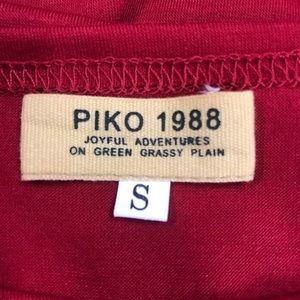 PIKO 1988
JOYFUL ADVENTURES
ON GREEN GRASSY PLAIN
S